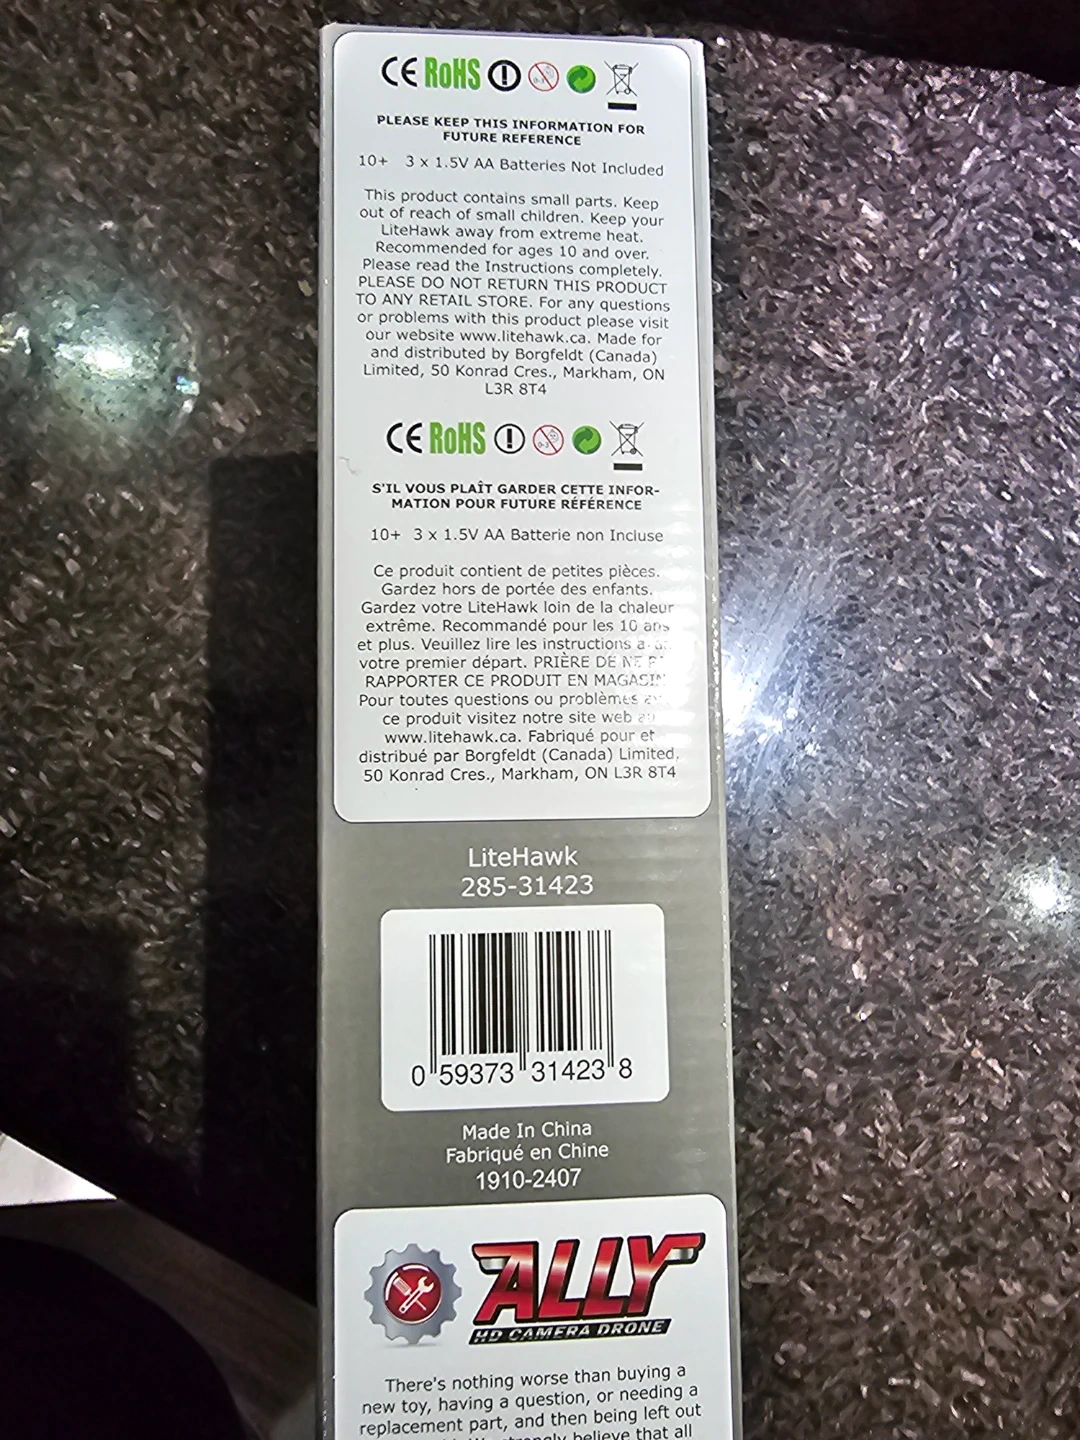 CE RoHS
0-3
PLEASE KEEP THIS INFORMATION FOR
FUTURE REFERENCE
10+ 3 x 1.5V AA Batteries Not Included
This product contains small parts. Keep
out of reach of small children. Keep your
LiteHawk away from extreme heat.
Recommended for ages 10 and over.
Please read the Instructions completely.
PLEASE DO NOT RETURN THIS PRODUCT
TO ANY RETAIL STORE. For any questions
or problems with this product please visit
our website www.litehawk.ca. Made for
and distributed by Borgfeldt (Canada)
Limited, 50 Konrad Cres., Markham, ON
L3R 8T4
CE RoHS
0-3
S'IL VOUS PLAÎT GARDER CETTE INFOR-
MATION POUR FUTURE RÉFÉRENCE
10+ 3 x 1.5V AA Batterie non Incluse
Ce produit contient de petites pièces.
Gardez hors de portée des enfants.
Gardez votre LiteHawk loin de la chaleur
extrême. Recommandé pour les 10 ans
et plus. Veuillez lire les instructions
votre premier départ. PRIÈRE DE NE
RAPPORTER CE PRODUIT EN MAGASIN
Pour toutes questions ou problèmes
ce produit visitez notre site web au
www.litehawk.ca. Fabriqué pour et
distribué par Borgfeldt (Canada) Limited,
50 Konrad Cres., Markham, ON L3R 8T4
LiteHawk
285-31423
0 59373 31423 8
Made In China
Fabriqué en Chine
1910-2407
ALLY
HD CAMERA DRONE
There's nothing worse than buying a
new toy, having a question, or needing a
replacement part, and then being left out
strongly believe that all